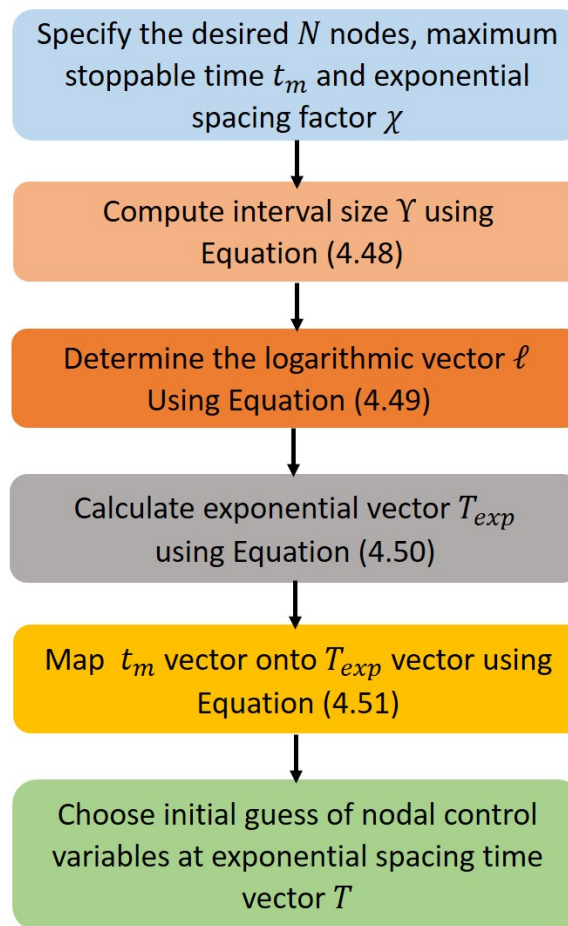 Specify the desired N nodes, maximum
stoppable time t_m and exponential
spacing factor χ
Compute interval size ϒ using
Equation (4.48)
Determine the logarithmic vector ℓ
Using Equation (4.49)
Calculate exponential vector T_exp
using Equation (4.50)
Map t_m vector onto T_exp vector using
Equation (4.51)
Choose initial guess of nodal control
variables at exponential spacing time
vector T